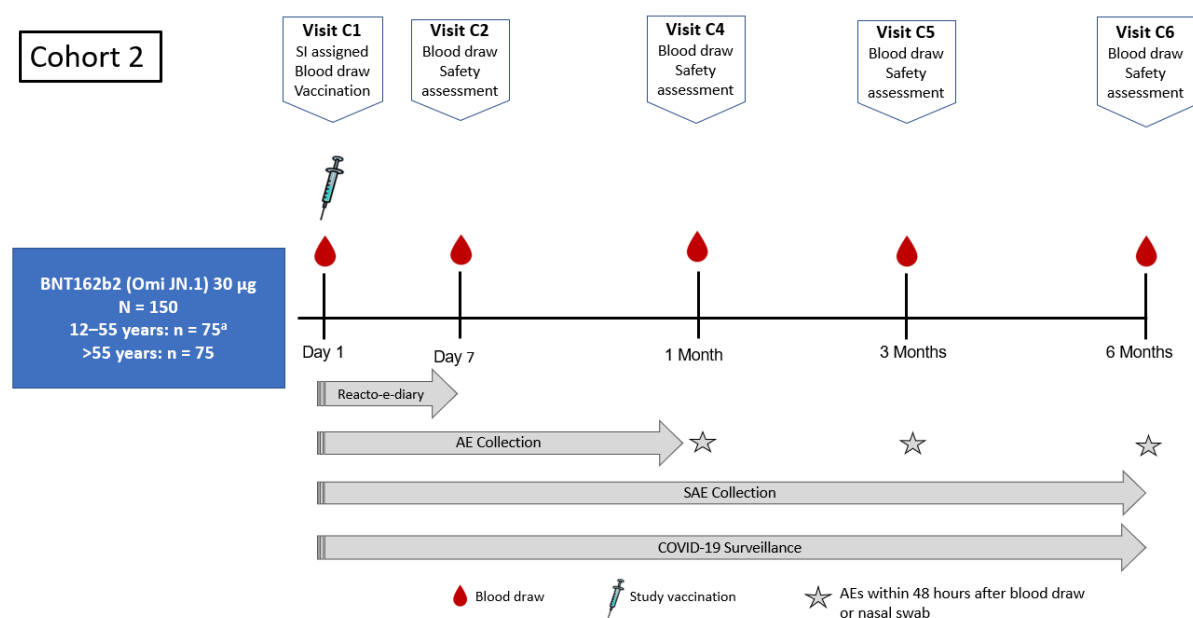 Cohort 2
Visit C1
SI assigned
Blood draw
Vaccination
Visit C2
Blood draw
Safety
assessment
Visit C4
Blood draw
Safety
assessment
Visit C5
Blood draw
Safety
assessment
Visit C6
Blood draw
Safety
assessment
BNT162b2 (Omi JN.1) 30 µg
N = 150
12–55 years: n = 75ᵃ
>55 years: n = 75
Day 1
Day 7
1 Month
3 Months
6 Months
Reacto-e-diary
AE Collection
SAE Collection
COVID-19 Surveillance
Blood draw
Study vaccination
AEs within 48 hours after blood draw
or nasal swab